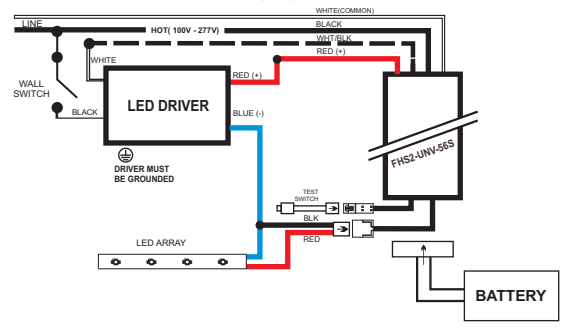 WHITE(COMMON)
LINE
HOT( 100V - 277V)
BLACK
WHT/BLK
RED (+)
WHITE
WALL
SWITCH
BLACK
LED DRIVER
RED (+)
BLUE (-)
FHS2-UNV-56S
DRIVER MUST
BE GROUNDED
TEST
SWITCH
BLK
RED
LED ARRAY
BATTERY